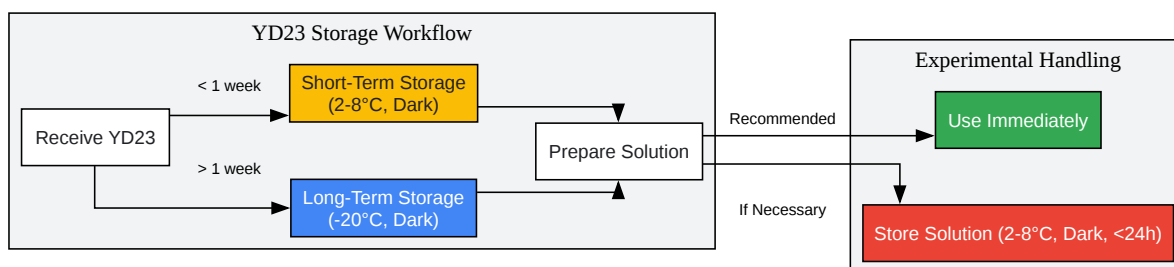 YD23 Storage Workflow
Receive YD23
< 1 week
> 1 week
Short-Term Storage
(2-8°C, Dark)
Long-Term Storage
(-20°C, Dark)
Prepare Solution
Recommended
If Necessary
Experimental Handling
Use Immediately
Store Solution (2-8°C, Dark, <24h)